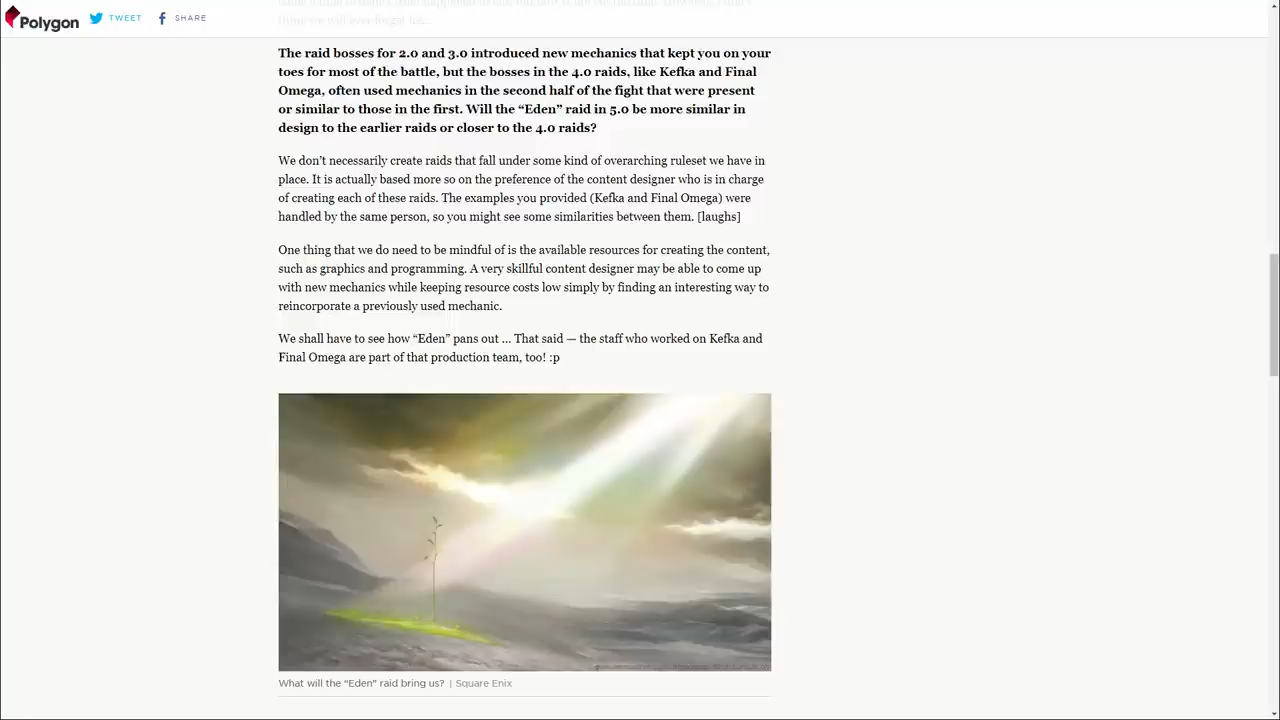 Polygon
TWEET
SHARE
think we will ever forget his...
The raid bosses for 2.0 and 3.0 introduced new mechanics that kept you on your
toes for most of the battle, but the bosses in the 4.0 raids, like Kefka and Final
Omega, often used mechanics in the second half of the fight that were present
or similar to those in the first. Will the “Eden” raid in 5.0 be more similar in
design to the earlier raids or closer to the 4.0 raids?
We don’t necessarily create raids that fall under some kind of overarching ruleset we have in
place. It is actually based more so on the preference of the content designer who is in charge
of creating each of these raids. The examples you provided (Kefka and Final Omega) were
handled by the same person, so you might see some similarities between them. [laughs]
One thing that we do need to be mindful of is the available resources for creating the content,
such as graphics and programming. A very skillful content designer may be able to come up
with new mechanics while keeping resource costs low simply by finding an interesting way to
reincorporate a previously used mechanic.
We shall have to see how “Eden” pans out ... That said — the staff who worked on Kefka and
Final Omega are part of that production team, too! :p
What will the “Eden” raid bring us? | Square Enix